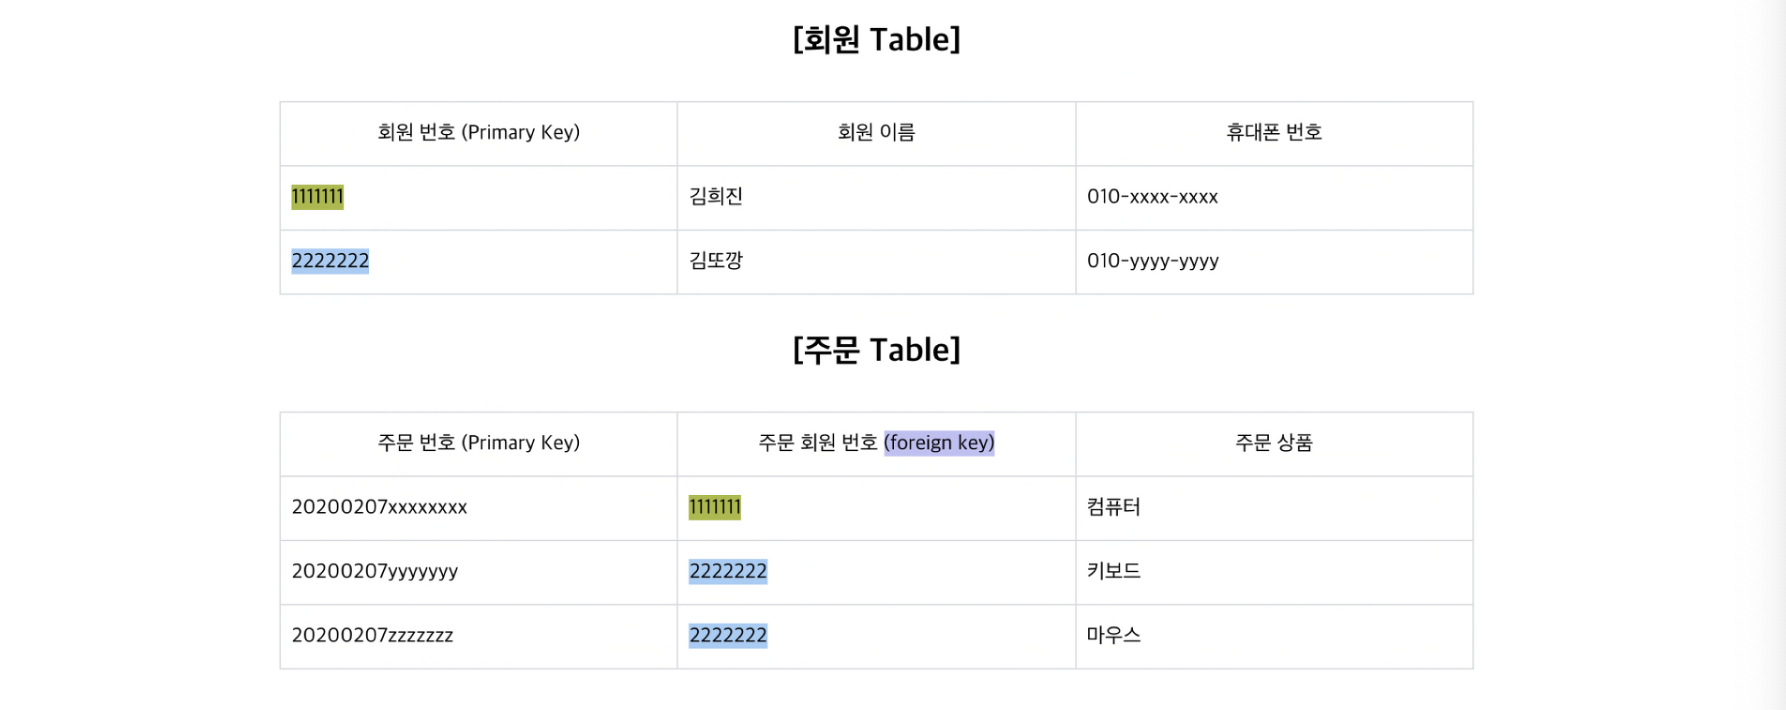 [회원 Table]
회원 번호 (Primary Key) 회원 이름 휴대폰 번호
1111111 김희진 010-xxxx-xxxx
2222222 김또깡 010-yyyy-yyyy
[주문 Table]
주문 번호 (Primary Key) 주문 회원 번호 (foreign key) 주문 상품
20200207xxxxxxxx 1111111 컴퓨터
20200207yyyyyyy 2222222 키보드
20200207zzzzzzz 2222222 마우스